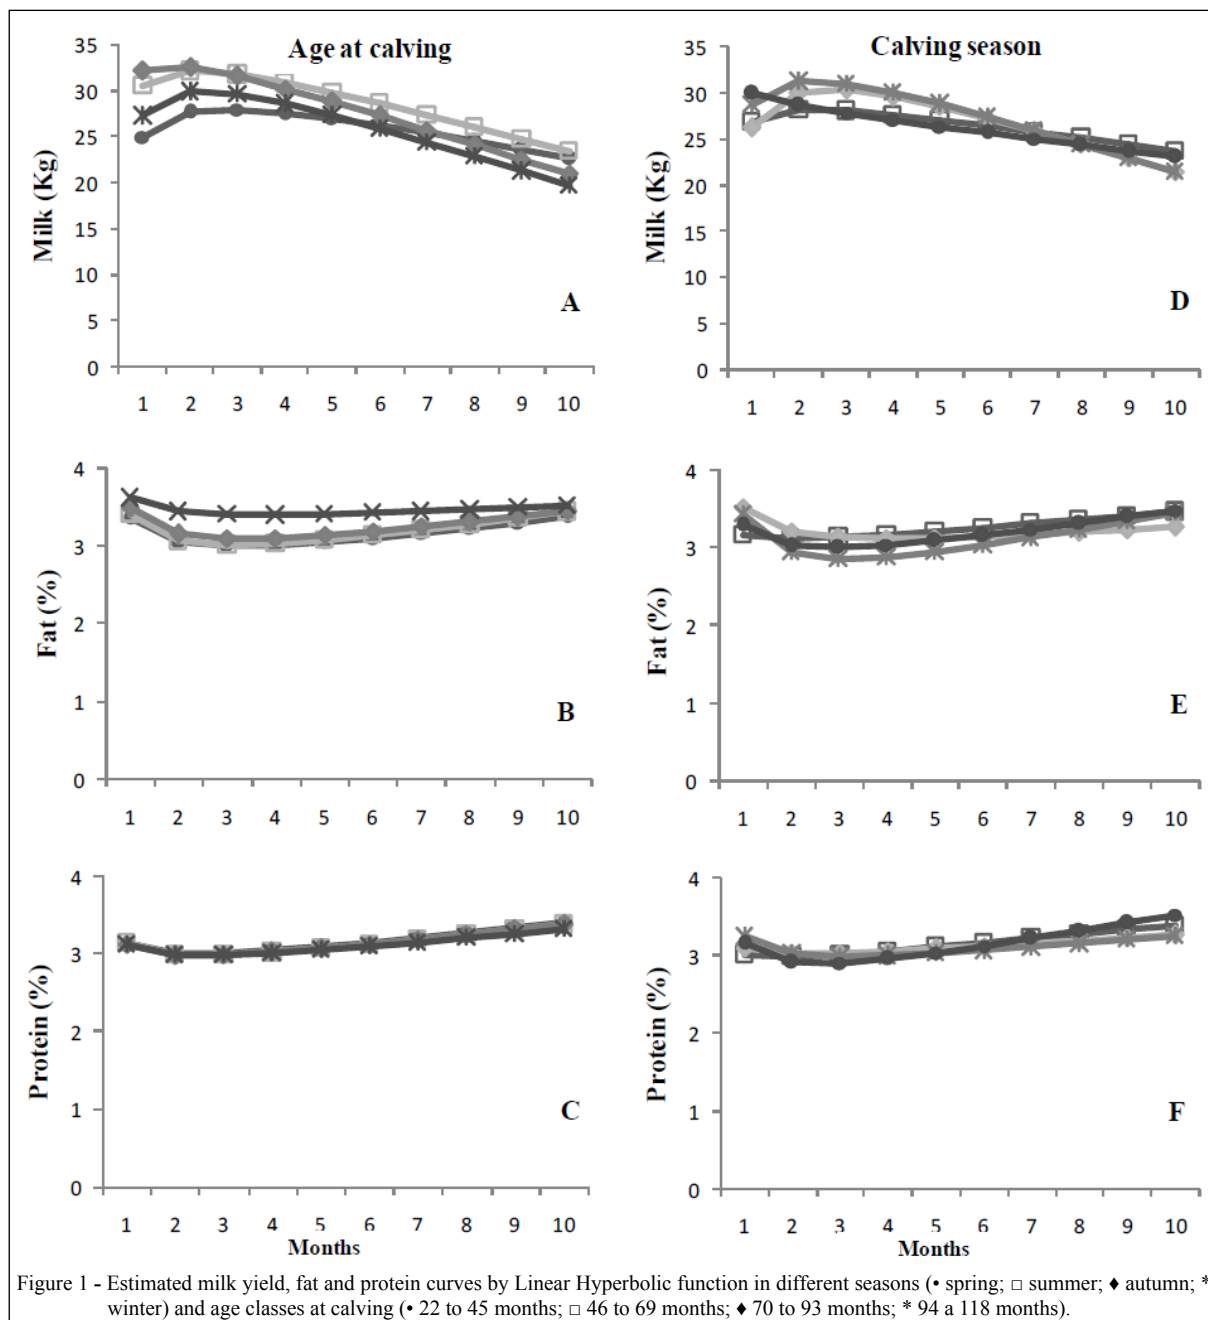 Age at calving
35
30
25
20
15
10
5
0
Milk (Kg)
A
1 2 3 4 5 6 7 8 9 10
Calving season
35
30
25
20
15
10
5
0
Milk (Kg)
D
1 2 3 4 5 6 7 8 9 10
4
3
2
1
0
Fat (%)
B
1 2 3 4 5 6 7 8 9 10
4
3
2
1
0
Fat (%)
E
1 2 3 4 5 6 7 8 9 10
4
3
2
1
0
Protein (%)
C
1 2 3 4 5 6 7 8 9 10
Months
4
3
2
1
0
Protein (%)
F
1 2 3 4 5 6 7 8 9 10
Months
Figure 1 - Estimated milk yield, fat and protein curves by Linear Hyperbolic function in different seasons (• spring; □ summer; ♦ autumn; *
winter) and age classes at calving (• 22 to 45 months; □ 46 to 69 months; ♦ 70 to 93 months; * 94 a 118 months).